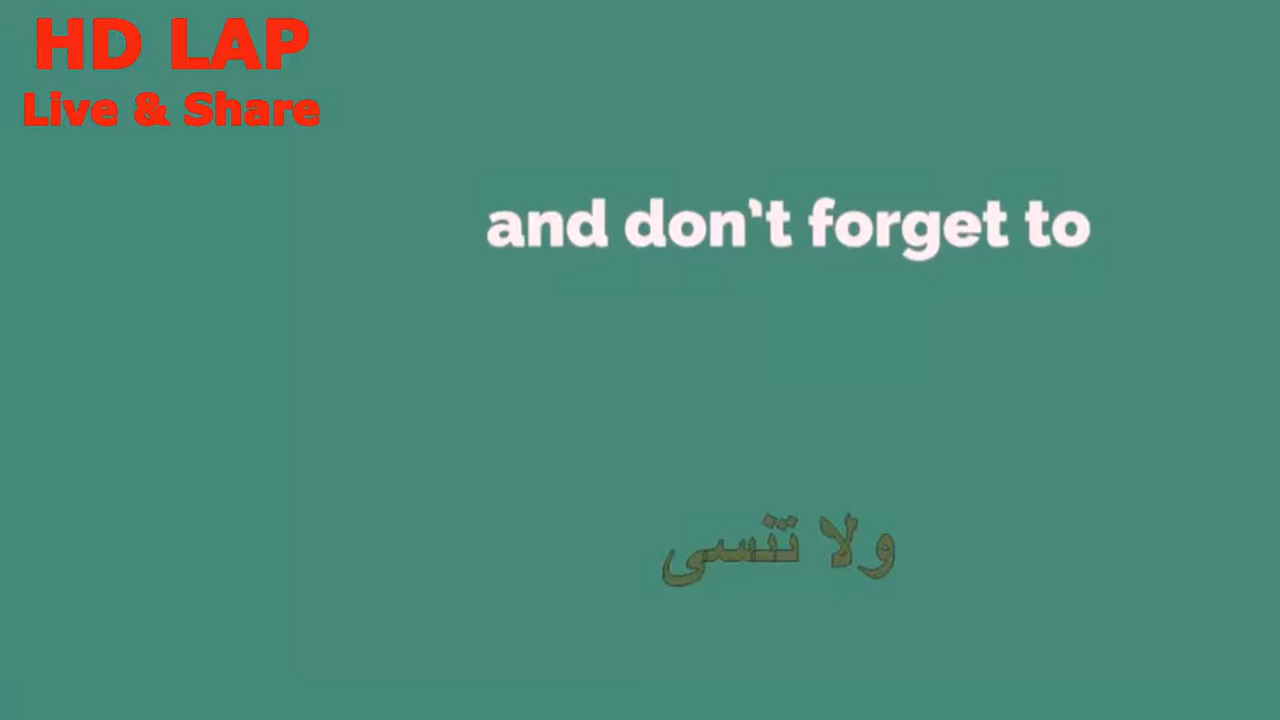 HD LAP
Live & Share
and don't forget to
ولا تنسى